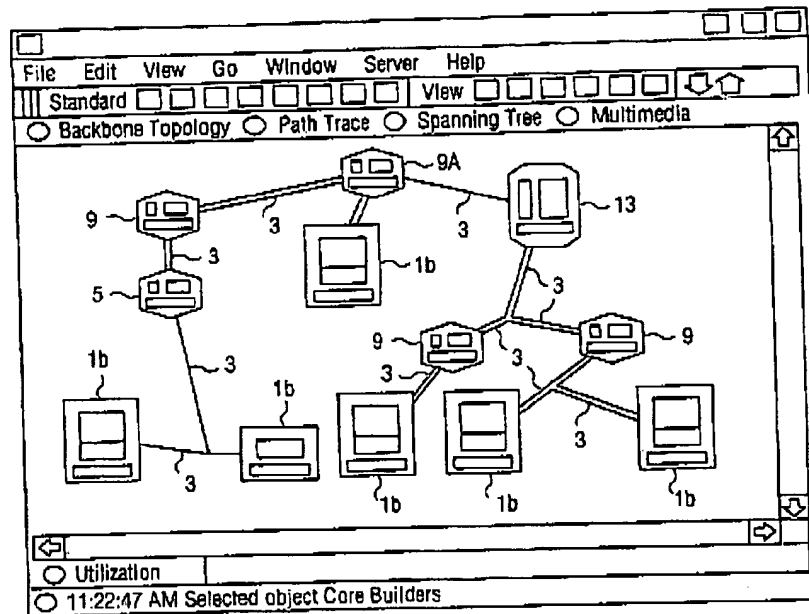 File Edit View Go Window Server Help
Standard View
Backbone Topology Path Trace Spanning Tree Multimedia
9A
9
3
3
13
3
1b
5
3
3
3
9
9
3
3
3
1b
3
1b
3
3
1b
1b
1b
Utilization
11:22:47 AM Selected object Core Builders